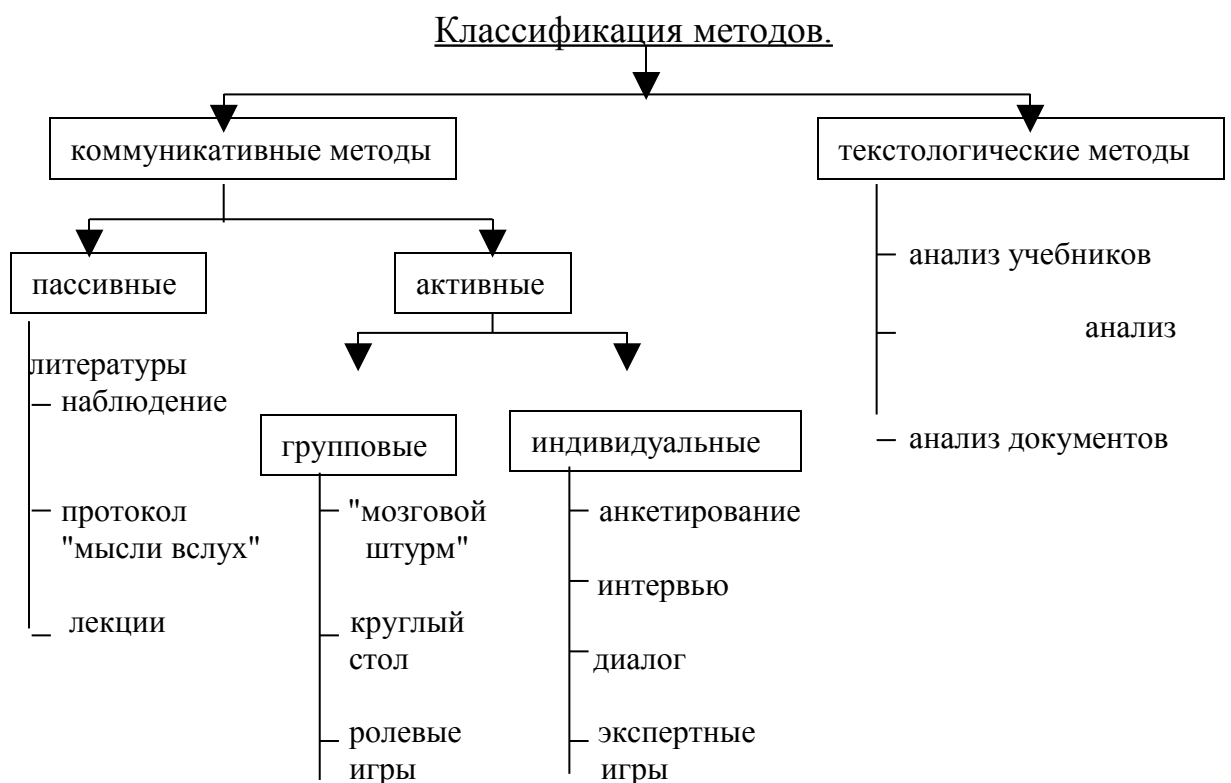 Классификация методов.
коммуникативные методы
текстологические методы
пассивные
активные
анализ учебников
анализ
литературы
наблюдение
групповые
индивидуальные
анализ документов
протокол
"мысли вслух"
лекции
"мозговой
штурм"
круглый
стол
ролевые
игры
анкетирование
интервью
диалог
экспертные
игры